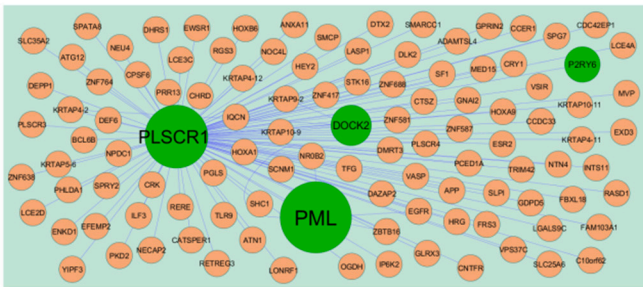 SPATA8
EWSR1
HOXB6
ANXA11
DTX2
SMARCC1
GPRIN2
CCER1
CDC42EP1
SLC35A2
NEU4
DHRS1
RGS3
NOC4L
SMCP
LASP1
ADAMTSL4
SPG7
LCE4A
ATG12
LCE3C
HEY2
DLK2
P2RY6
DEPP1
ZNF764
CPSF6
KRTAP4-12
STK16
ZNF688
SF1
MED15
CRY1
VSIR
MVP
PRR13
CHRD
KRTAP9-2
ZNF417
CTSZ
GNAI2
HOXA9
KRTAP10-11
KRTAP4-2
PLSCR3
DEF6
PLSCR1
IQCN
DOCK2
ZNF581
ZNF587
CCDC33
EXD3
BCL6B
KRTAP10-9
PLSCR4
ESR2
KRTAP4-11
NPDC1
HOXA1
NR0B2
DMRT3
PCED1A
KRTAP5-6
SCNM1
TFG
TRIM42
NTN4
INTS11
ZNF638
PHLDA1
SPRY2
CRK
PGLS
DAZAP2
VASP
APP
SLPI
GDPD5
FBXL18
RASD1
LCE2D
ILF3
RERE
TLR9
SHC1
PML
EGFR
HRG
FRS3
LGALS9C
ENKD1
EFEMP2
ATN1
ZBTB16
FAM103A1
YIPF3
PKD2
NECAP2
CATSPER1
RETREG3
LONRF1
OGDH
IP6K2
GLRX3
CNTFR
VPS37C
SLC25A6
C10orf62